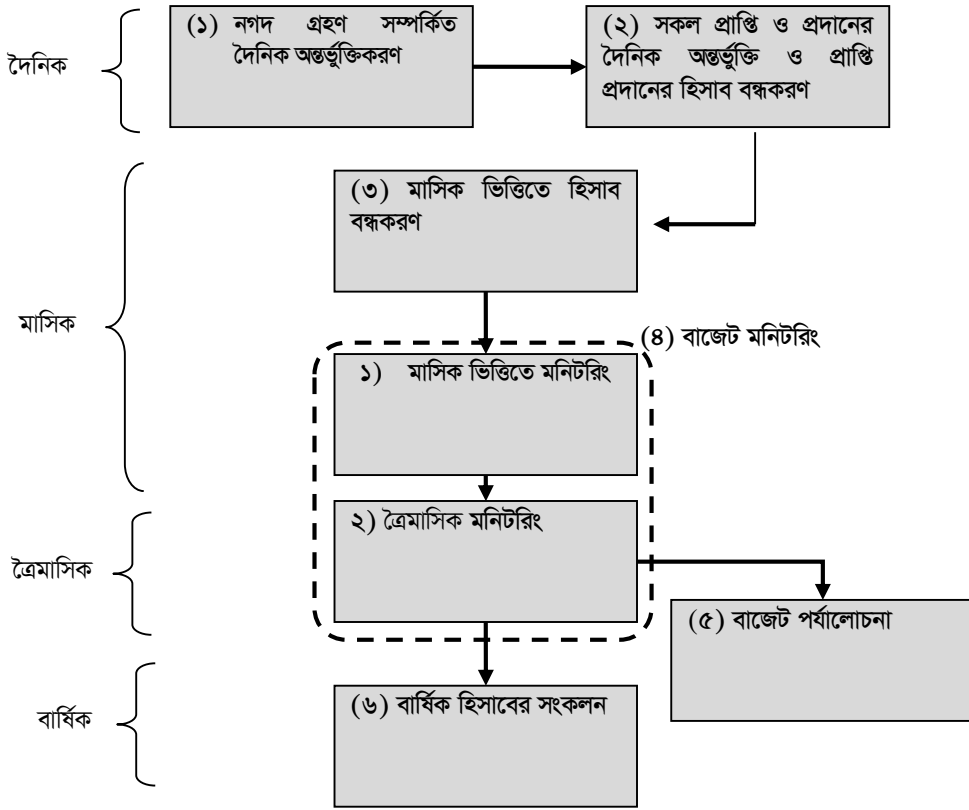 (১) নগদ গ্রহণ সম্পর্কিত
দৈনিক অন্তর্ভুক্তিকরণ
(২) সকল প্রাপ্তি ও প্রদানের
দৈনিক অন্তর্ভুক্তি ও প্রাপ্তি
প্রদানের হিসাব বন্ধকরণ
দৈনিক
(৩) মাসিক ভিত্তিতে হিসাব
বন্ধকরণ
মাসিক
(৪) বাজেট মনিটরিং
১) মাসিক ভিত্তিতে মনিটরিং
২) ত্রৈমাসিক মনিটরিং
ত্রৈমাসিক
(৫) বাজেট পর্যালোচনা
(৬) বার্ষিক হিসাবের সংকলন
বার্ষিক